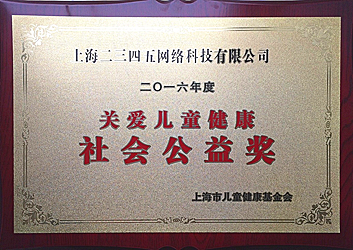 上海二三四五网络科技有限公司
二〇一六年度
关爱儿童健康
社会公益奖
上海市儿童健康基金会